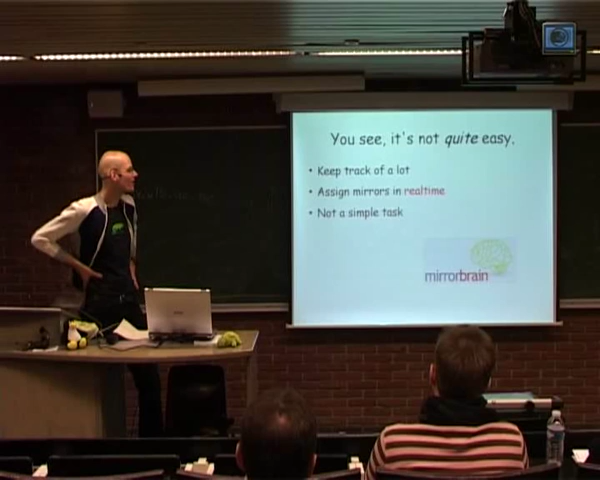 You see, it's not quite easy.
• Keep track of a lot
• Assign mirrors in realtime
• Not a simple task
mirrorbrain